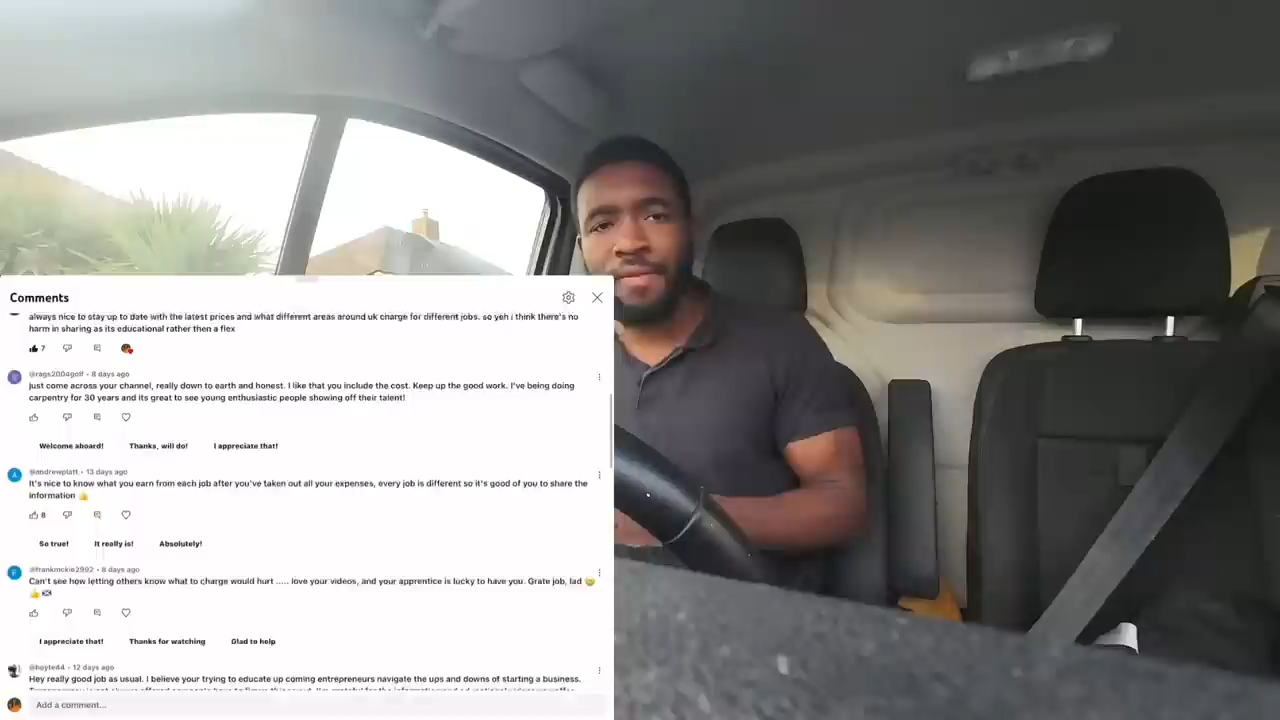 Comments
always nice to stay up to date with the latest prices and what different areas around uk charge for different jobs. so yeh i think there's no
harm in sharing as its educational rather then a flex
7
@rags2004golf • 8 days ago
Just come across your channel, really down to earth and honest. I like that you include the cost. Keep up the good work. I've being doing
carpentry for 30 years and its great to see young enthusiastic people showing off their talent!
Welcome aboard! Thanks, will do! I appreciate that!
A
@andrewplatt • 13 days ago
It's nice to know what you earn from each job after you've taken out all your expenses, every job is different so it's good of you to share the
information 👍
8
So true! It really is! Absolutely!
@frankmckie2992 • 8 days ago
Can't see how letting others know what to charge would hurt ..... love your videos, and your apprentice is lucky to have you. Grate job, lad
I appreciate that! Thanks for watching Glad to help
@hoyte44 • 12 days ago
Hey really good job as usual. I believe your trying to educate up coming entrepreneurs navigate the ups and downs of starting a business.
Add a comment...